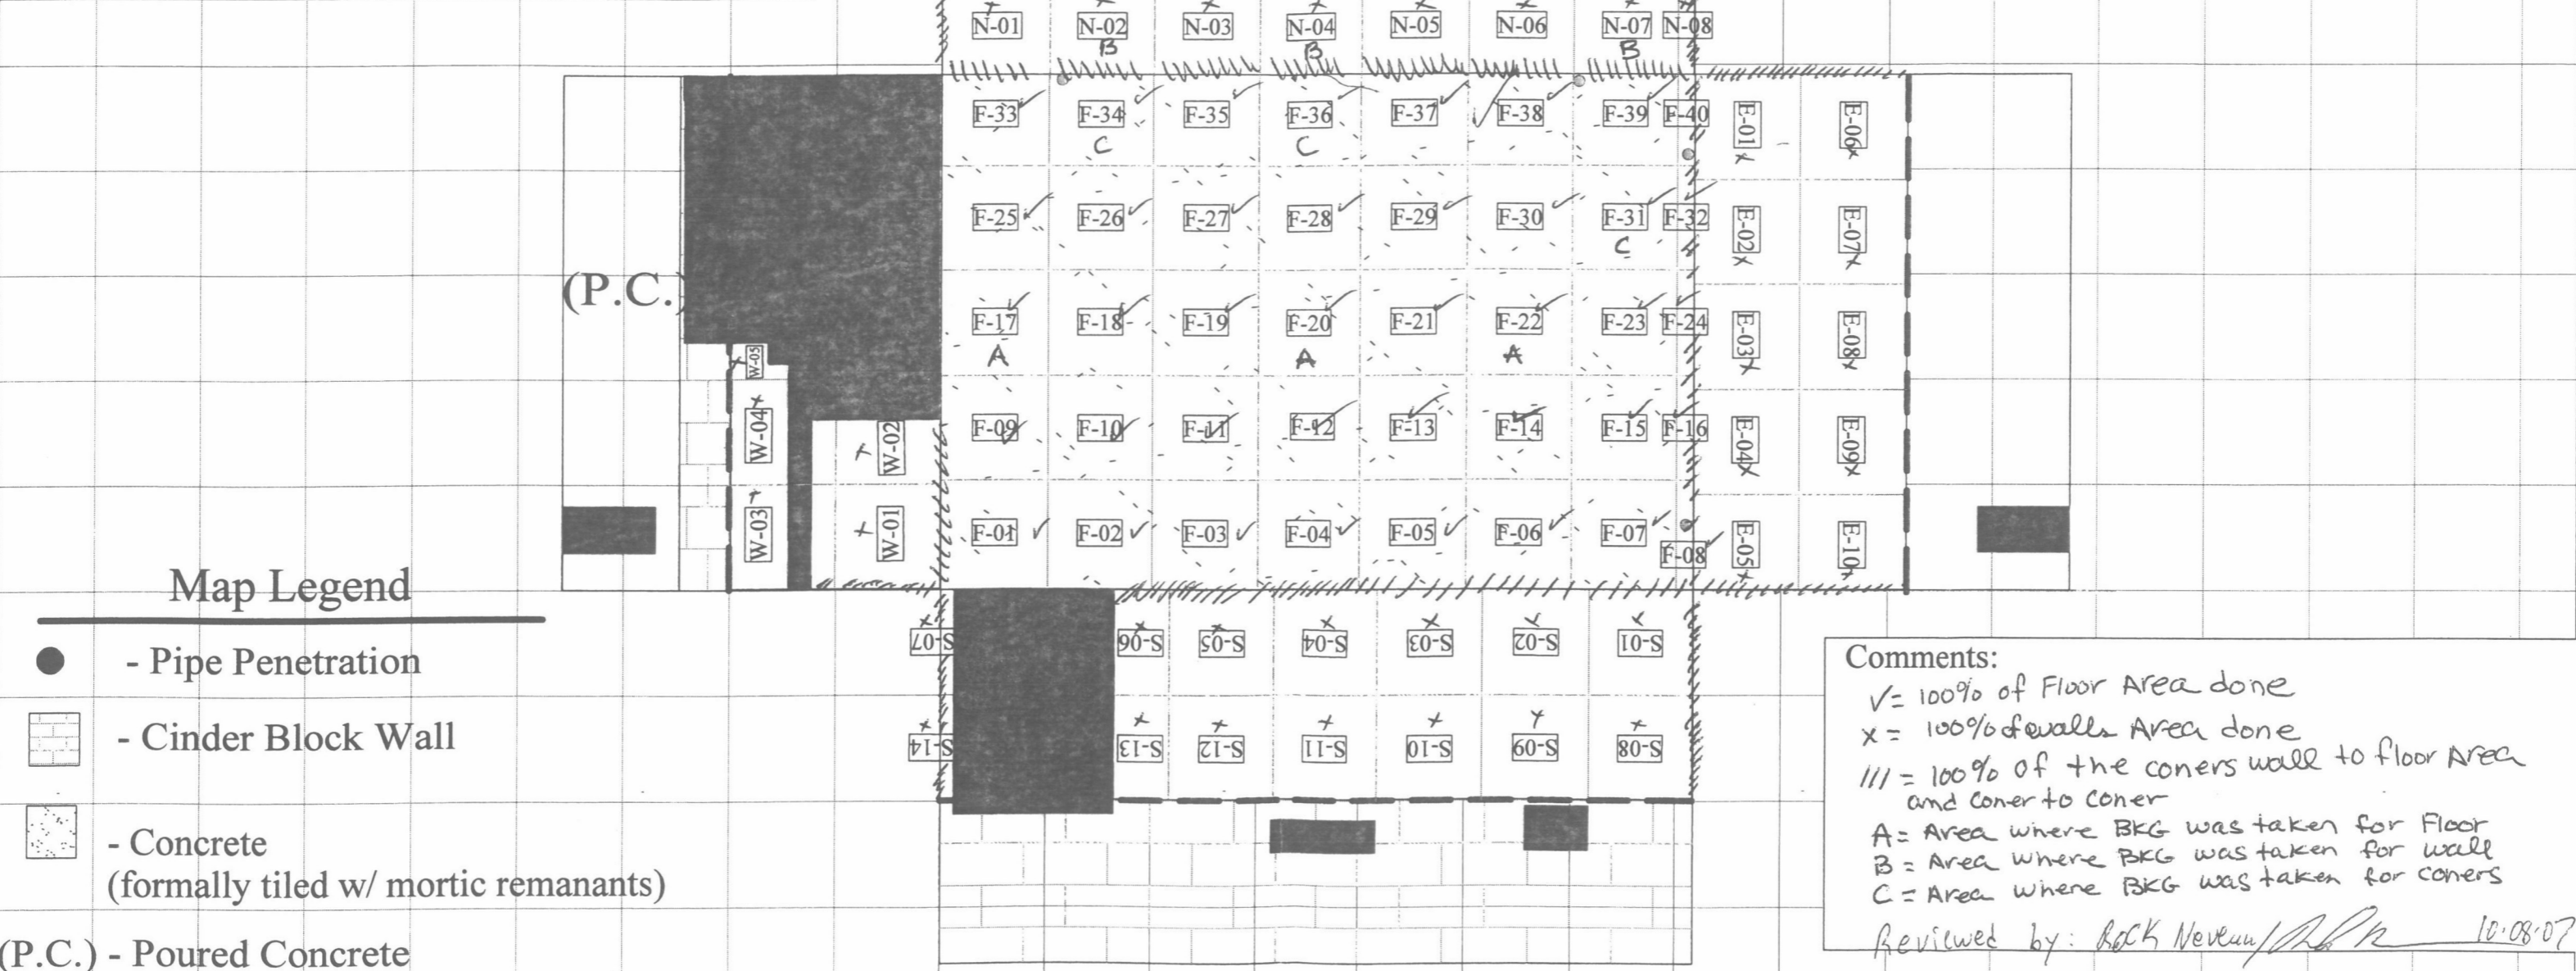 N-01 N-02 N-03 N-04 N-05 N-06 N-07 N-08
B B B
F-33 F-34 F-35 F-36 F-37 F-38 F-39 F-40
C C
E-01 E-06
F-25 F-26 F-27 F-28 F-29 F-30 F-31 F-32
C
E-02 E-07
(P.C.)
F-17 F-18 F-19 F-20 F-21 F-22 F-23 F-24
A A A
E-03 E-08
W-05
W-04 W-02
F-09 F-10 F-11 F-12 F-13 F-14 F-15 F-16
E-04 E-09
W-03 W-01
F-01 F-02 F-03 F-04 F-05 F-06 F-07
F-08
E-05 E-10
S-07 S-06 S-05 S-04 S-03 S-02 S-01
S-14 S-13 S-12 S-11 S-10 S-09 S-08
Map Legend
- Pipe Penetration
- Cinder Block Wall
- Concrete
(formally tiled w/ mortic remanants)
(P.C.) - Poured Concrete
Comments:
√= 100% of Floor Area done
x = 100% of walls Area done
/// = 100% of the coners wall to floor Area
and coner to coner
A = Area where BKG was taken for Floor
B = Area where BKG was taken for wall
C = Area where BKG was taken for coners
Reviewed by: Rock Neveau/ 10.08.07